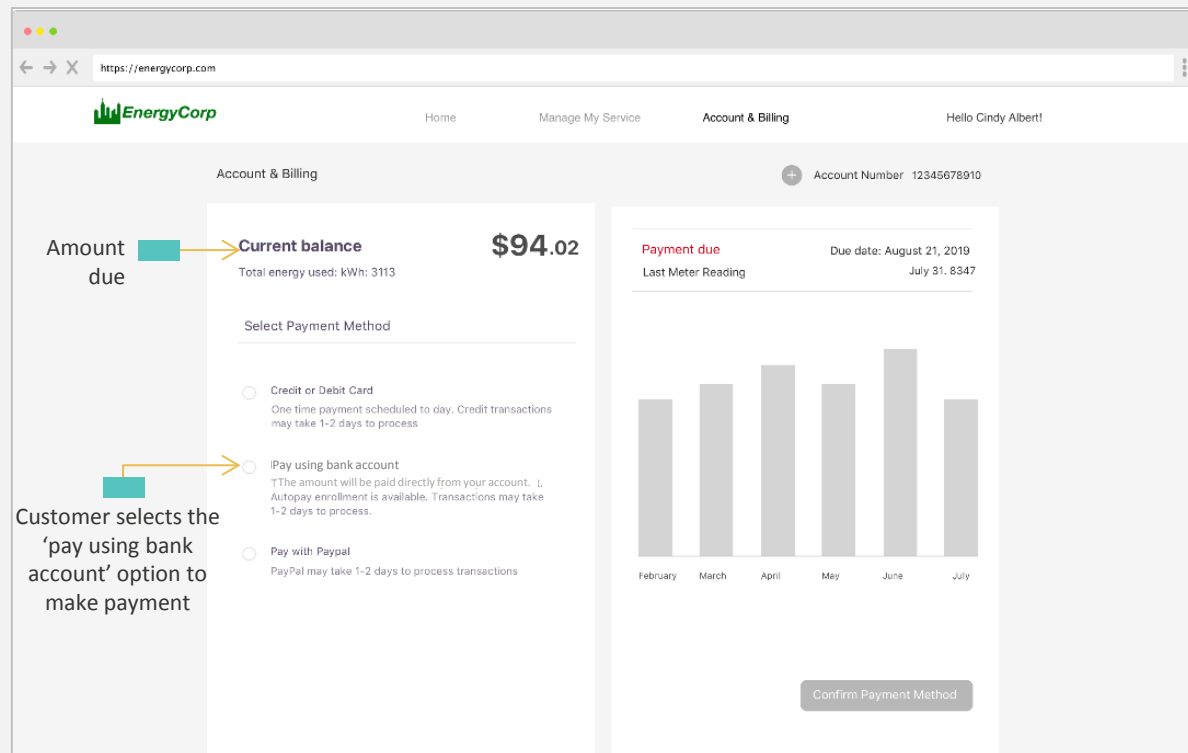 https://energycorp.com
EnergyCorp
Home
Manage My Service
Account & Billing
Hello Cindy Albert!
Account & Billing
Account Number 12345678910
Amount
due
Current balance
$94.02
Total energy used: kWh: 3113
Select Payment Method
Credit or Debit Card
One time payment scheduled to day. Credit transactions
may take 1-2 days to process
Pay using bank account
The amount will be paid directly from your account.
Autopay enrollment is available. Transactions may take
1-2 days to process.
Pay with Paypal
PayPal may take 1-2 days to process transactions
Customer selects the
‘pay using bank
account’ option to
make payment
Payment due
Due date: August 21, 2019
Last Meter Reading
July 31. 8347
February
March
April
May
June
July
Confirm Payment Method